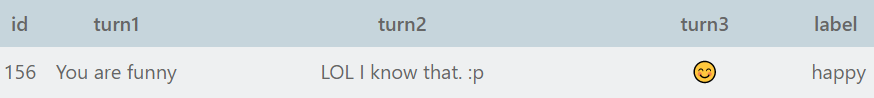 id turn1 turn2 turn3 label
156 You are funny LOL I know that. :p 😊 happy